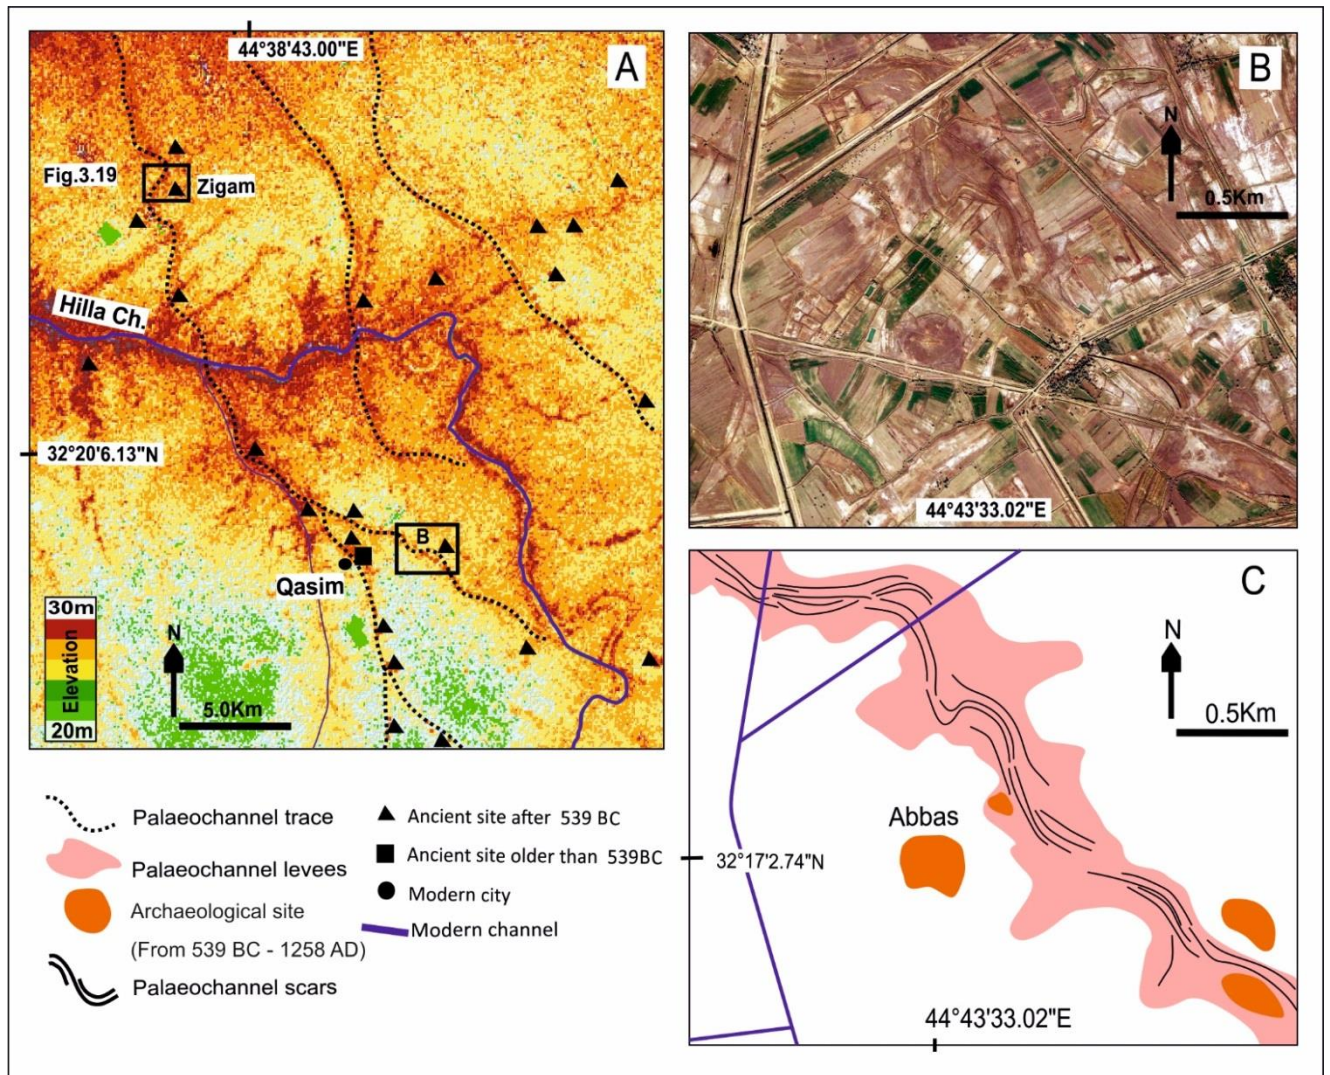 44°38'43.00"E
A
Fig.3.19
Zigam
Hilla Ch.
32°20'6.13"N
B
Qasim
30m
Elevation
20m
N
5.0Km
B
N
0.5Km
44°43'33.02"E
C
N
0.5Km
Abbas
32°17'2.74"N
44°43'33.02"E
Palaeochannel trace
Palaeochannel levees
Archaeological site
(From 539 BC - 1258 AD)
Palaeochannel scars
Ancient site after 539 BC
Ancient site older than 539BC
Modern city
Modern channel